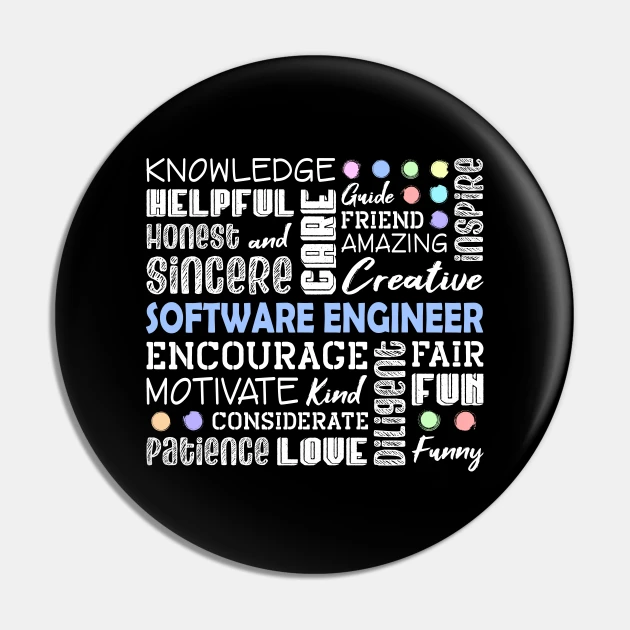 KNOWLEDGE
HELPFUL
Honest and
Sincere
CARE
Guide
FRIEND
AMAZING
INSPIRE
Creative
SOFTWARE ENGINEER
ENCOURAGE
MOTIVATE Kind
CONSIDERATE
Patience LOVE
Diligent
FAIR
FUN
Funny